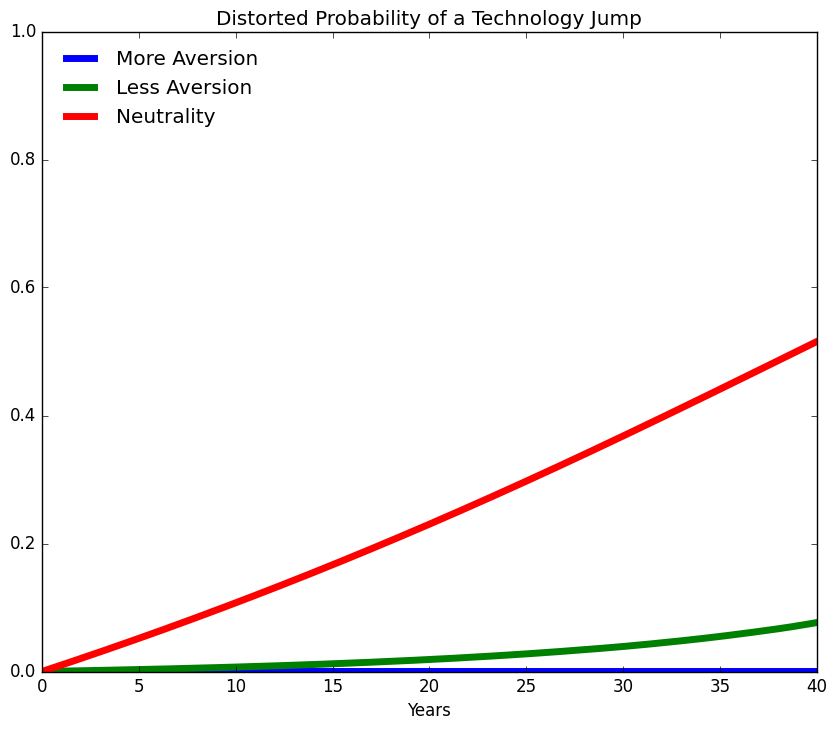 Distorted Probability of a Technology Jump
More Aversion
Less Aversion
Neutrality
1.0
0.8
0.6
0.4
0.2
0.0
0 5 10 15 20 25 30 35 40
Years